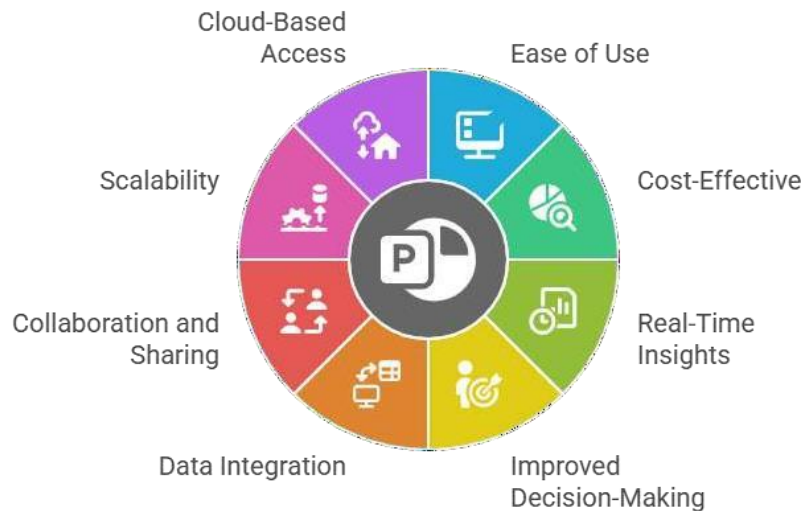 Cloud-Based
Access
Ease of Use
Scalability
Cost-Effective
P
Collaboration and
Sharing
Real-Time
Insights
Data Integration
Improved
Decision-Making